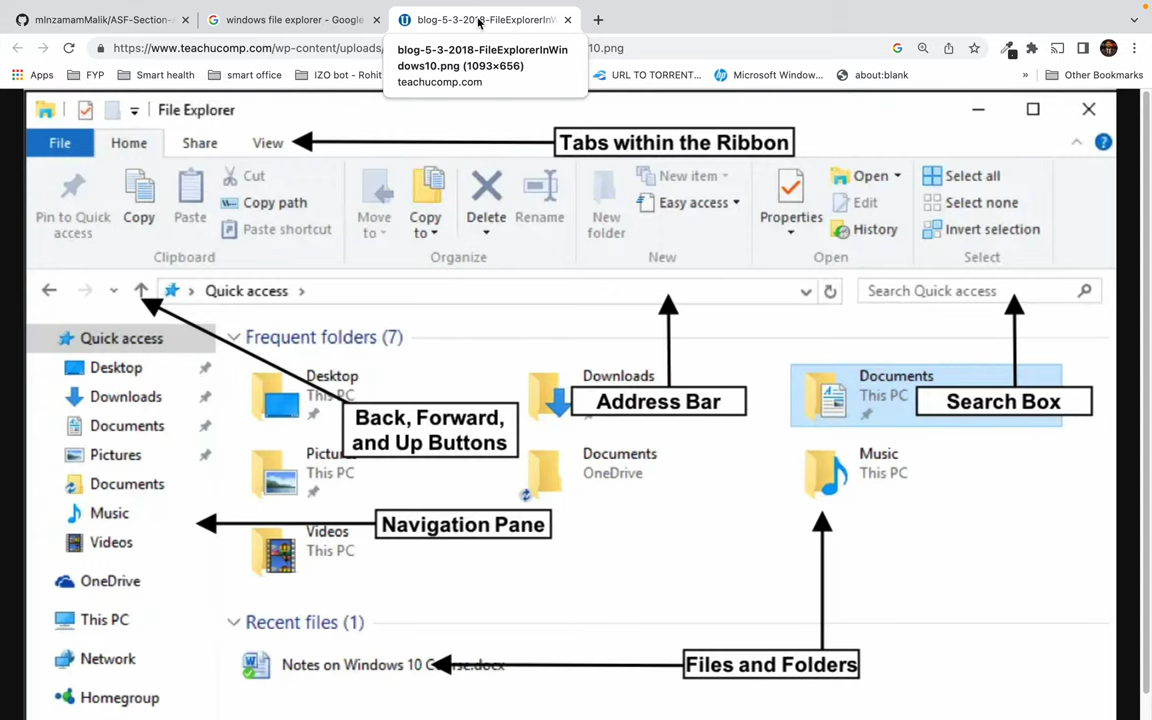 mInzamamMalik/ASF-Section-
windows file explorer - Google
blog-5-3-2018-FileExplorerInW
https://www.teachucomp.com/wp-content/uploads/
10.png
blog-5-3-2018-FileExplorerInWin
dows10.png (1093×656)
teachucomp.com
Apps
FYP
Smart health
smart office
IZO bot - Rohit
URL TO TORRENT...
Microsoft Window...
about:blank
»
Other Bookmarks
File Explorer
File
Home
Share
View
Tabs within the Ribbon
Pin to Quick
access
Copy
Paste
Cut
Copy path
Paste shortcut
Clipboard
Move
to
Copy
to
Delete
Rename
Organize
New
folder
New item
Easy access
New
Properties
Open
Edit
History
Open
Select all
Select none
Invert selection
Select
Quick access
Search Quick access
Quick access
Desktop
Downloads
Documents
Pictures
Documents
Music
Videos
OneDrive
This PC
Network
Homegroup
Frequent folders (7)
Desktop
This PC
Downloads
Documents
This PC
Back, Forward,
and Up Buttons
Address Bar
Search Box
This PC
Documents
OneDrive
Music
This PC
Navigation Pane
Videos
This PC
Recent files (1)
Notes on Windows 10
Files and Folders